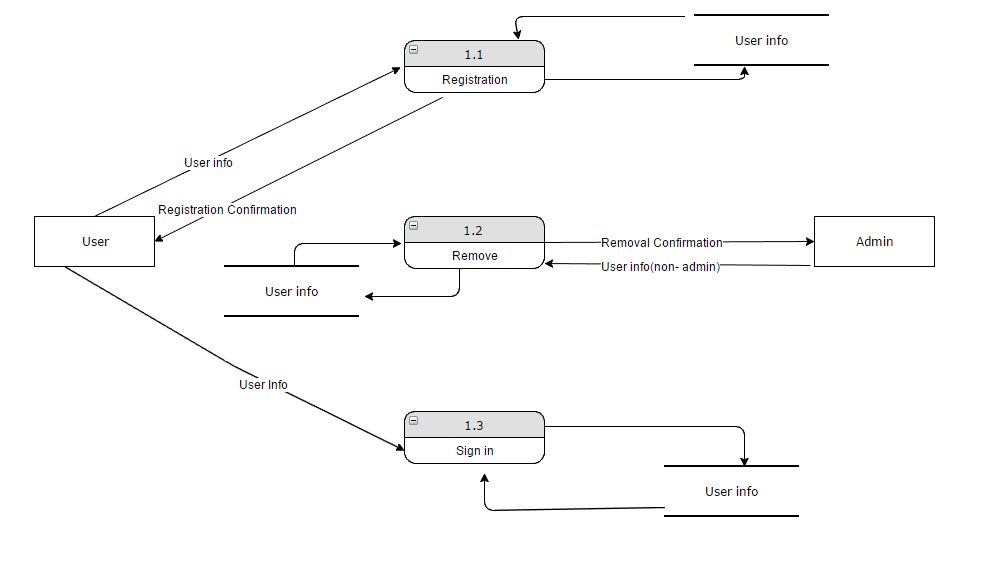 1.1
Registration
User info
User info
Registration Confirmation
User
1.2
Remove
Removal Confirmation
User info(non- admin)
Admin
User info
User Info
1.3
Sign in
User info